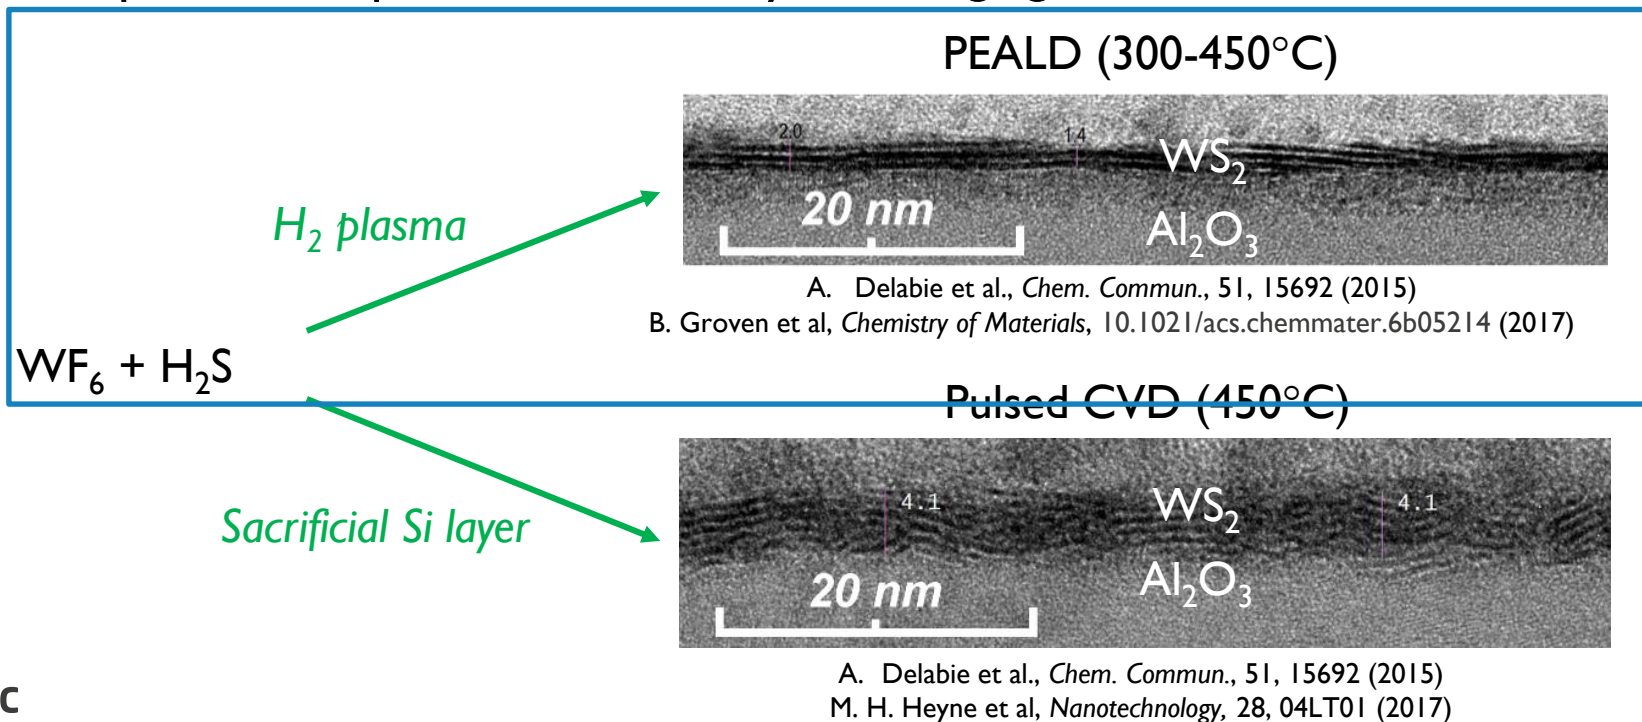 PEALD (300-450°C)
2.0
1.4
WS₂
20 nm
Al₂O₃
H₂ plasma
A. Delabie et al., Chem. Commun., 51, 15692 (2015)
B. Groven et al, Chemistry of Materials, 10.1021/acs.chemmater.6b05214 (2017)
WF₆ + H₂S
Pulsed CVD (450°C)
4.1
WS₂
4.1
Sacrificial Si layer
20 nm
Al₂O₃
A. Delabie et al., Chem. Commun., 51, 15692 (2015)
M. H. Heyne et al, Nanotechnology, 28, 04LT01 (2017)
c